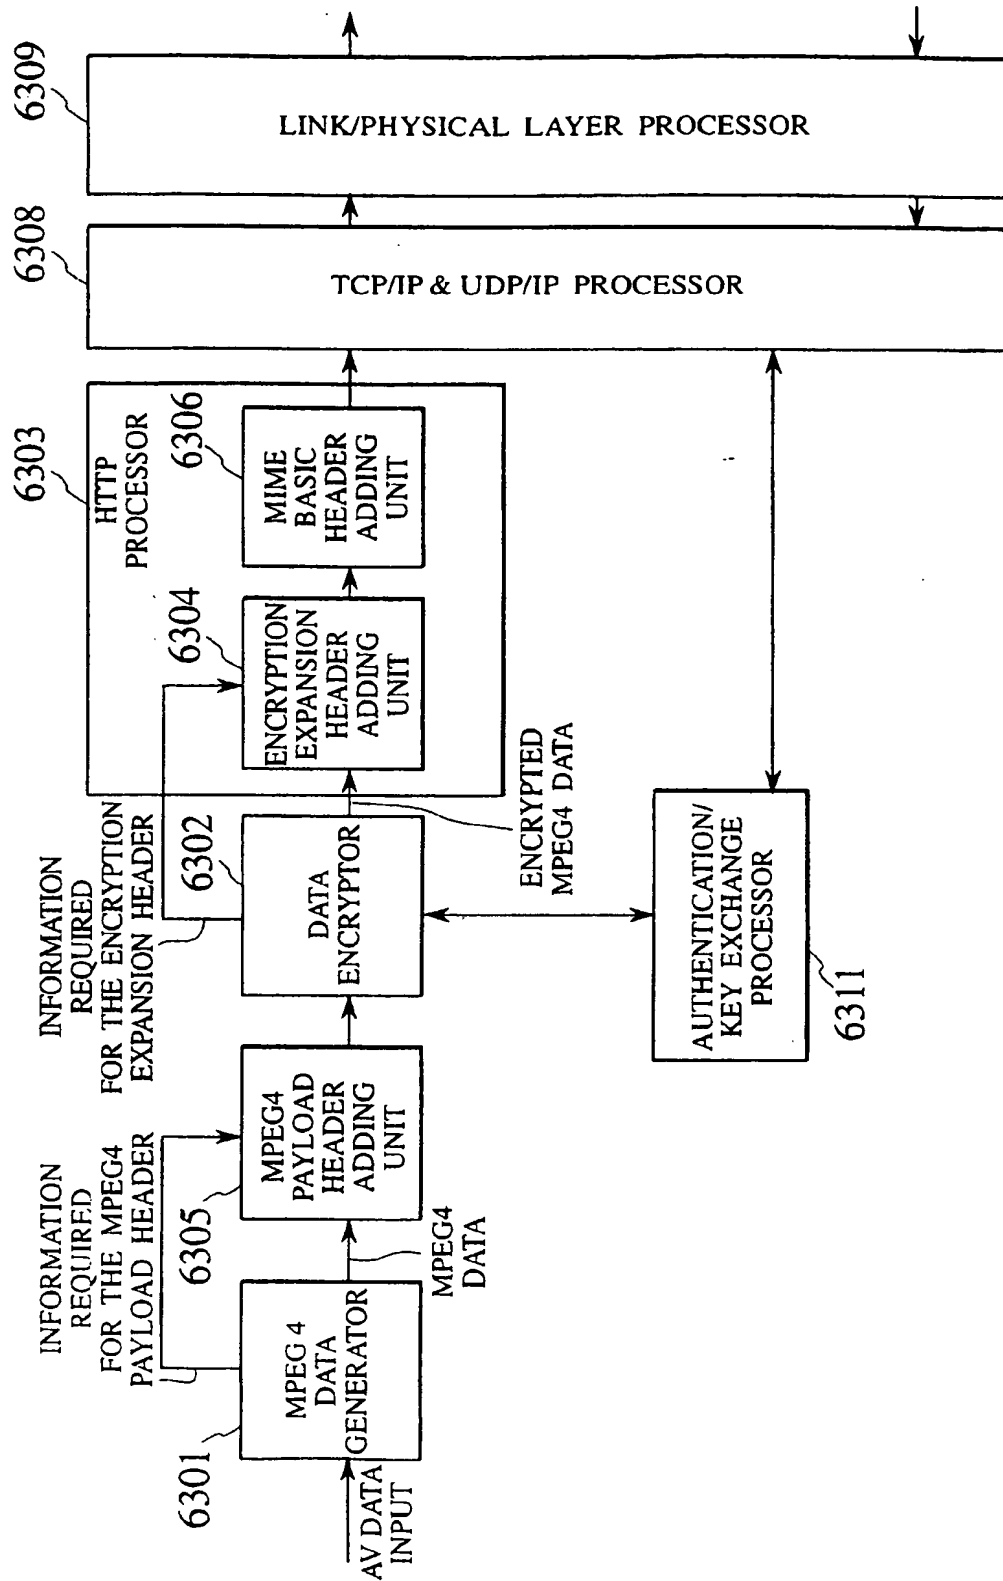 AV DATA
INPUT
6301
MPEG 4
DATA
GENERATOR
INFORMATION
REQUIRED
FOR THE MPEG4
PAYLOAD HEADER
MPEG4
DATA
6305
MPEG4
PAYLOAD
HEADER
ADDING
UNIT
INFORMATION
REQUIRED
FOR THE ENCRYPTION
EXPANSION HEADER
6302
DATA
ENCRYPTOR
ENCRYPTED
MPEG4 DATA
6303
HTTP
PROCESSOR
6304
ENCRYPTION
EXPANSION
HEADER
ADDING
UNIT
6306
MIME
BASIC
HEADER
ADDING
UNIT
6308
TCP/IP & UDP/IP PROCESSOR
6309
LINK/PHYSICAL LAYER PROCESSOR
AUTHENTICATION/
KEY EXCHANGE
PROCESSOR
6311